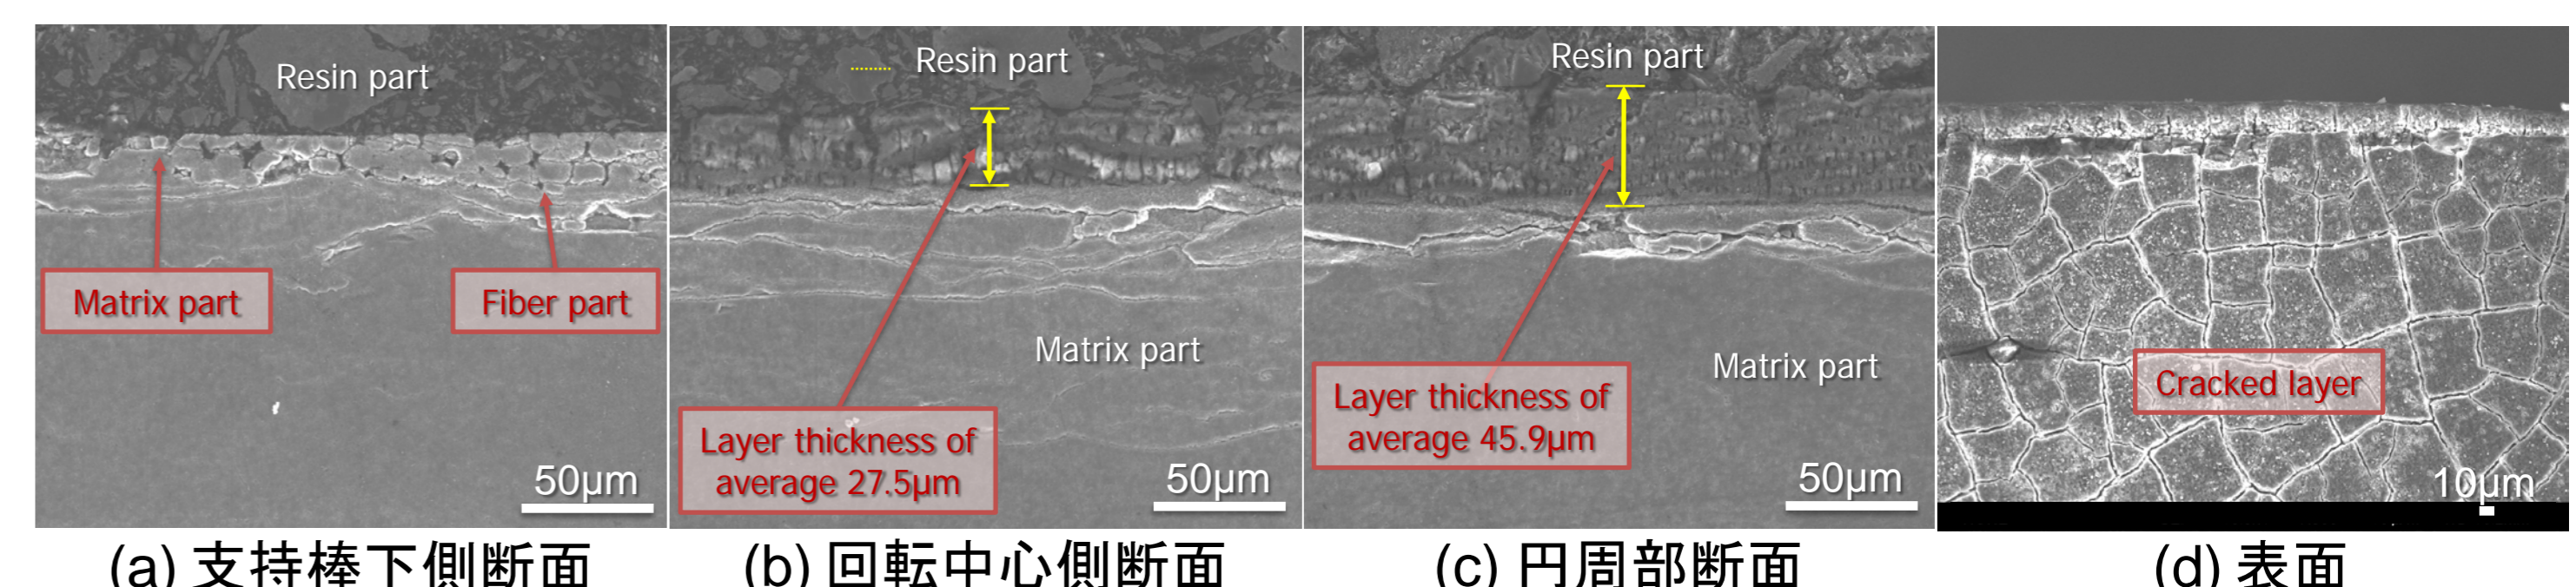 Resin part
Matrix part
Fiber part
50μm
(a) 支持棒下側断面
Resin part
Matrix part
Layer thickness of
average 27.5μm
50μm
(b) 回転中心側断面
Resin part
Matrix part
Layer thickness of
average 45.9μm
50μm
(c) 円周部断面
Cracked layer
10μm
(d) 表面